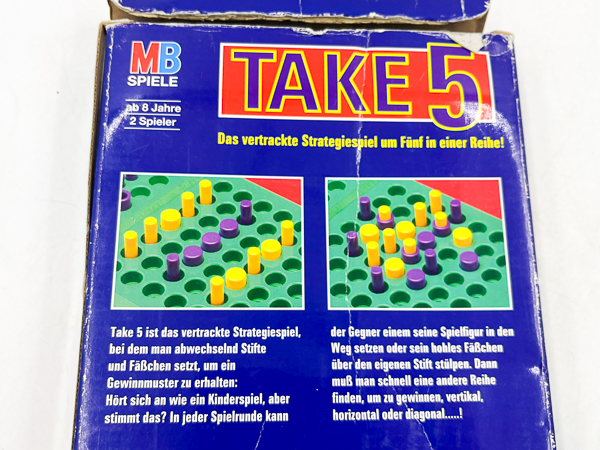 MB
SPIELE
ab 8 Jahre
2 Spieler
TAKE 5
Das vertrackte Strategiespiel um Fünf in einer Reihe!
Take 5 ist das vertrackte Strategiespiel,
bei dem man abwechselnd Stifte
und Fäßchen setzt, um ein
Gewinnmuster zu erhalten:
Hört sich an wie ein Kinderspiel, aber
stimmt das? In jeder Spielrunde kann
der Gegner einem seine Spielfigur in den
Weg setzen oder sein hohles Fäßchen
über den eigenen Stift stülpen. Dann
muß man schnell eine andere Reihe
finden, um zu gewinnen, vertikal,
horizontal oder diagonal.....!